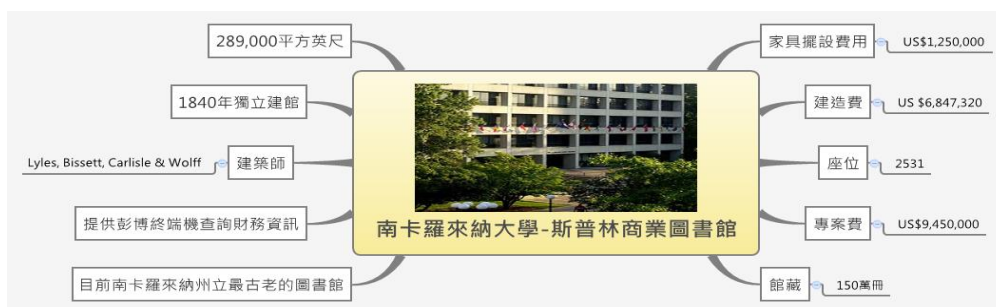 289,000平方英尺
1840年獨立建館
Lyles, Bissett, Carlisle & Wolff
建築師
提供彭博終端機查詢財務資訊
目前南卡羅來納州立最古老的圖書館
南卡羅來納大學-斯普林商業圖書館
家具擺設費用
US$1,250,000
建造費
US $6,847,320
座位
2531
專案費
US$9,450,000
館藏
150萬冊